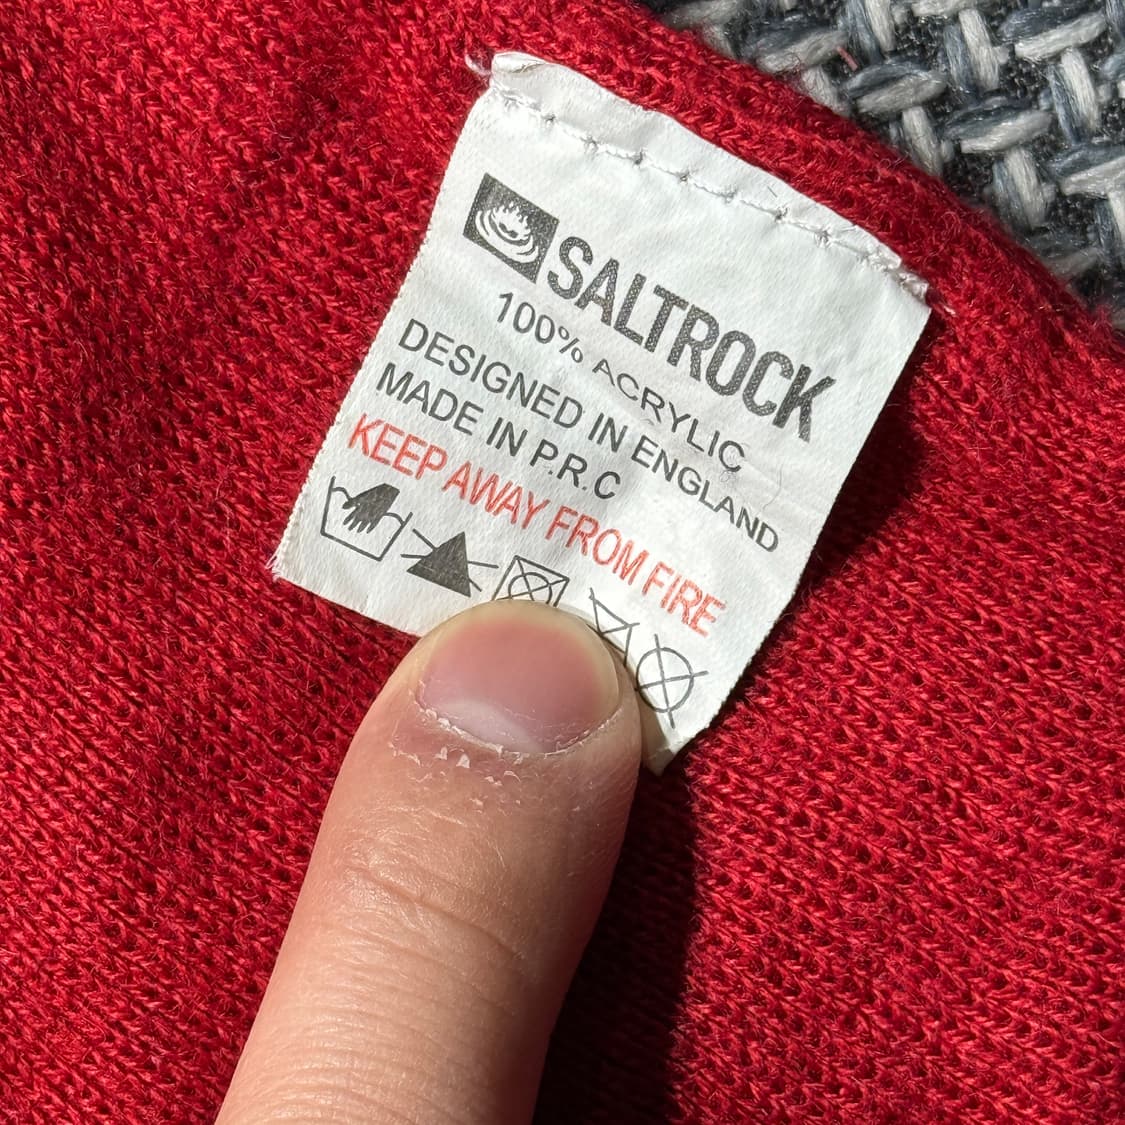 SALTROCK
100% ACRYLIC
DESIGNED IN ENGLAND
MADE IN P.R.C
KEEP AWAY FROM FIRE